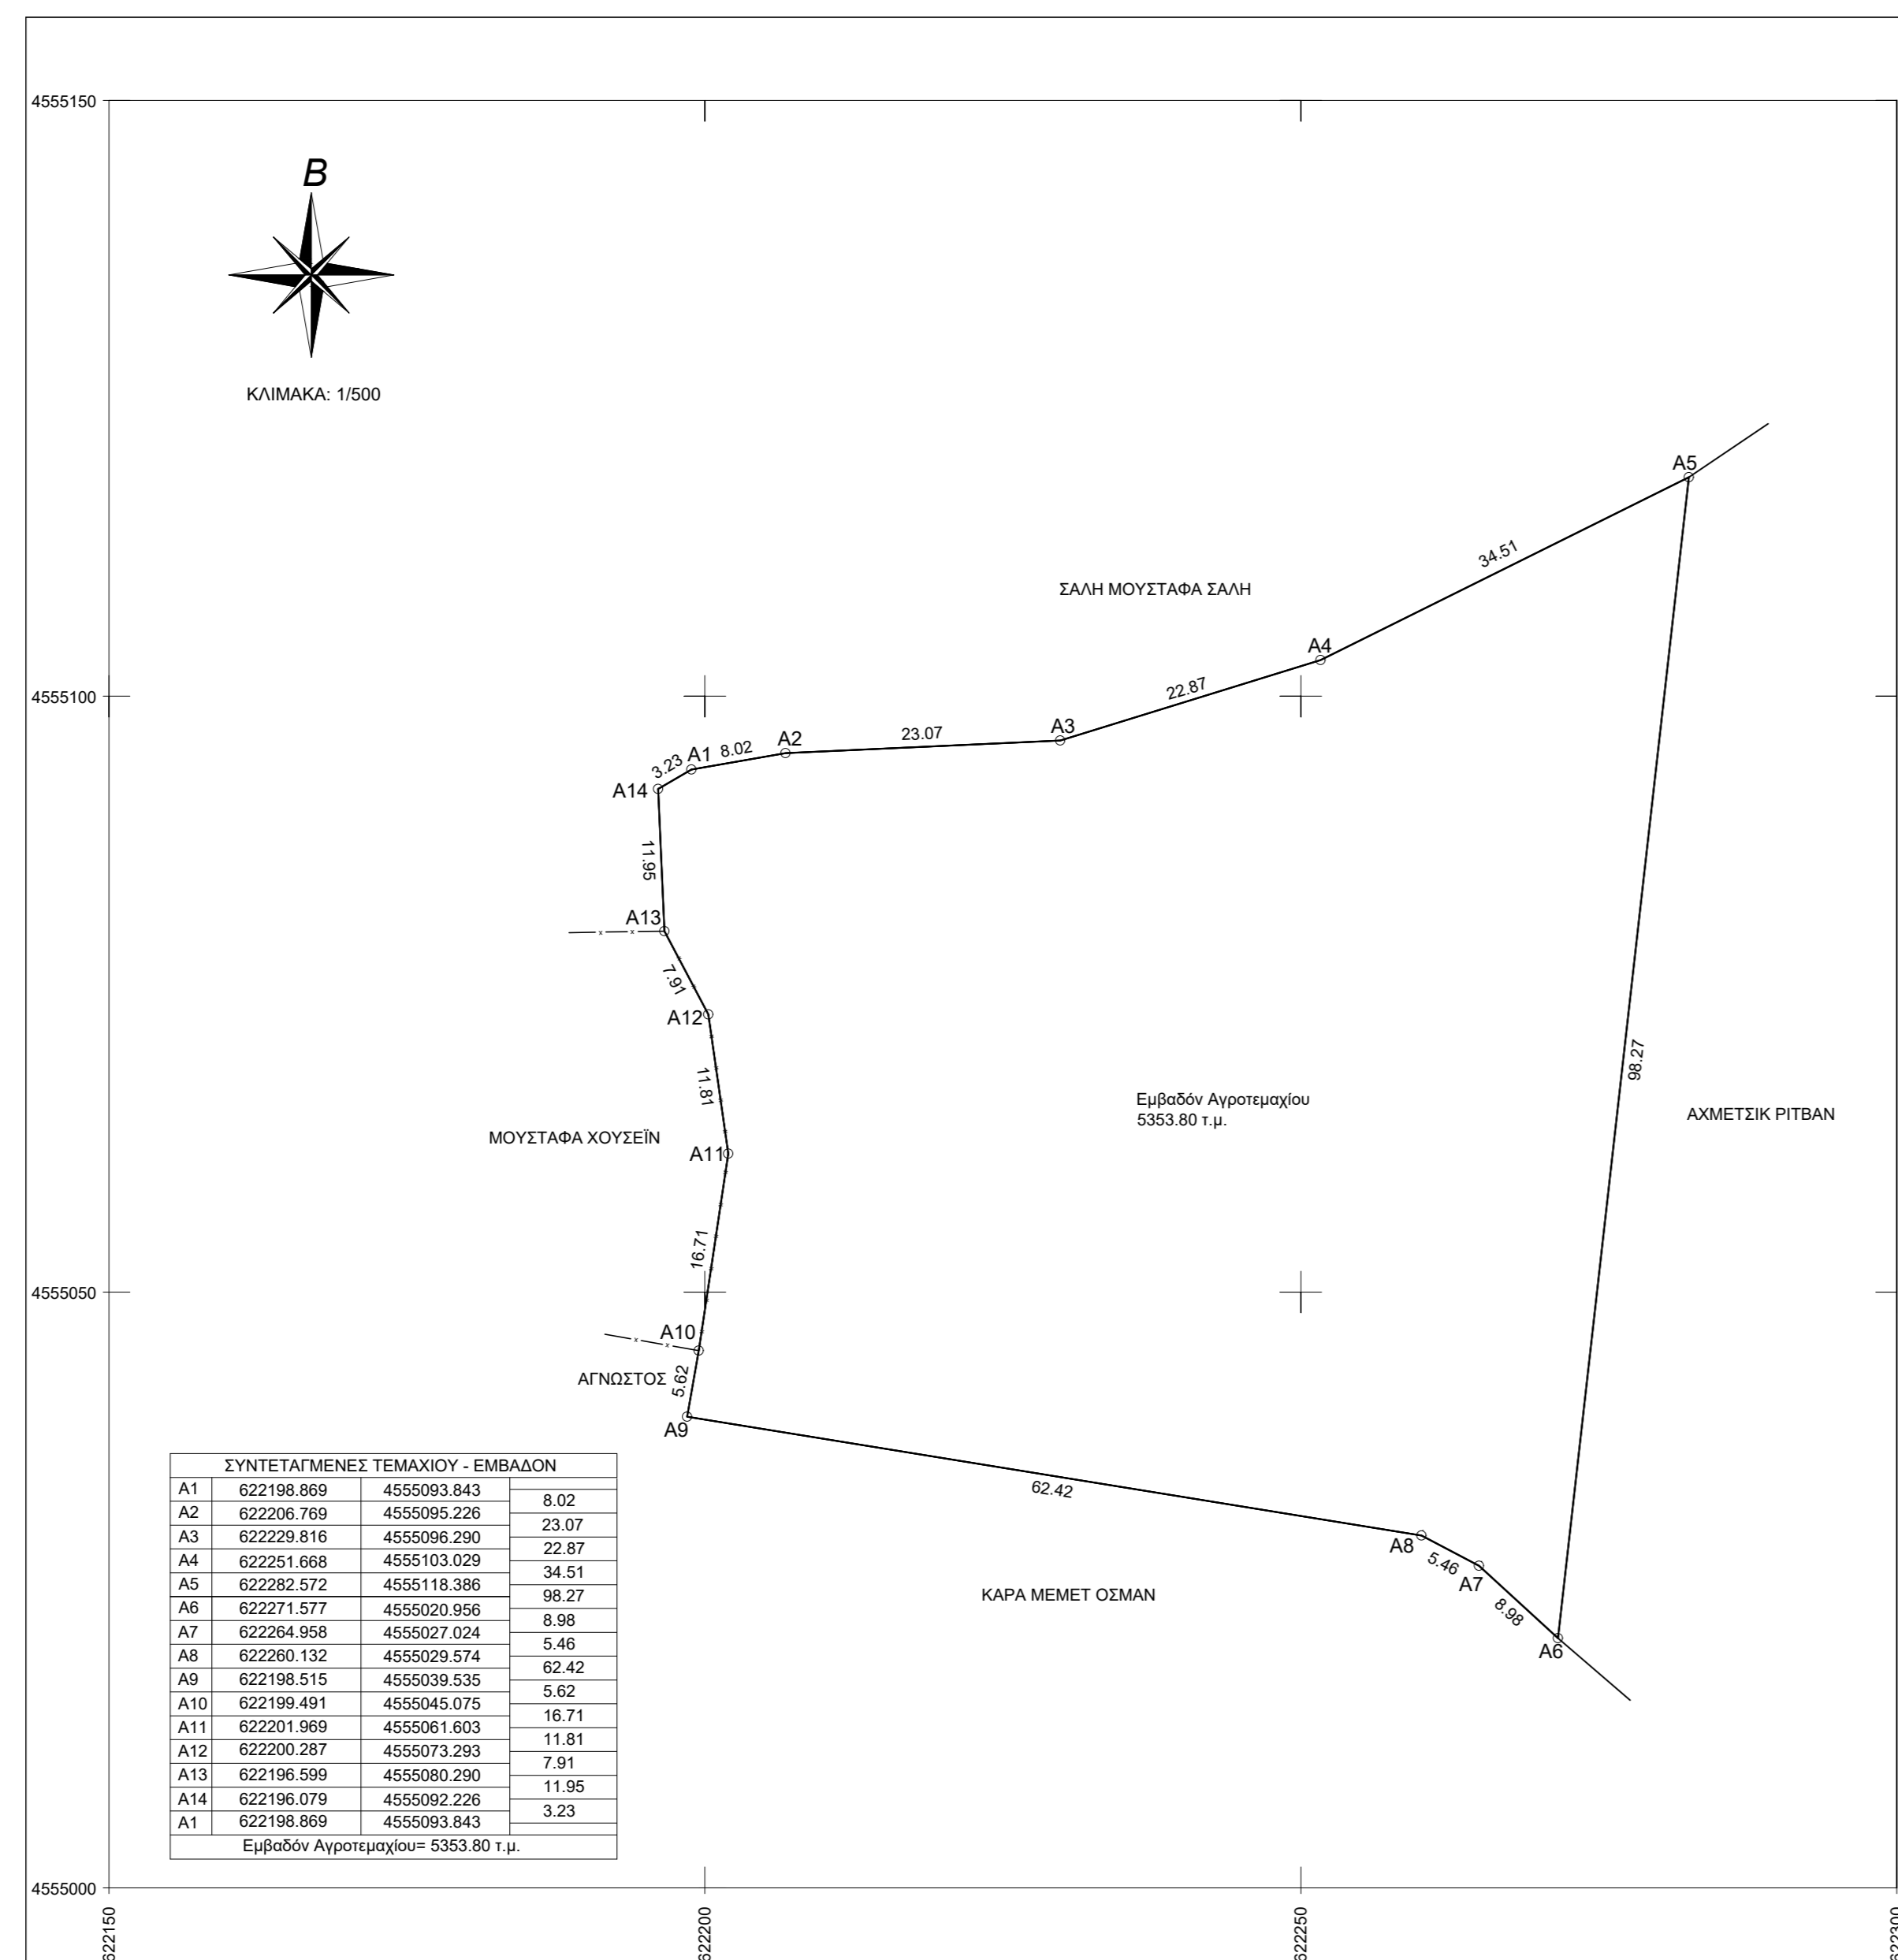 4555150
B
ΚΛΙΜΑΚΑ: 1/500
A5
34.51
ΣΑΛΗ ΜΟΥΣΤΑΦΑ ΣΑΛΗ
A4
22.87
4555100
A3
23.07
A2
8.02
A1
3.23
A14
11.95
A13
7.91
A12
98.27
11.81
Εμβαδόν Αγροτεμαχίου
5353.80 τ.μ.
ΑΧΜΕΤΣΙΚ ΡΙΤΒΑΝ
ΜΟΥΣΤΑΦΑ ΧΟΥΣΕΪΝ
A11
16.71
4555050
A10
ΑΓΝΩΣΤΟΣ
5.62
A9
62.42
A8
5.46
A7
ΚΑΡΑ ΜΕΜΕΤ ΟΣΜΑΝ
8.98
A6
ΣΥΝΤΕΤΑΓΜΕΝΕΣ ΤΕΜΑΧΙΟΥ - ΕΜΒΑΔΟΝ
A1 622198.869 4555093.843
8.02
A2 622206.769 4555095.226
23.07
A3 622229.816 4555096.290
22.87
A4 622251.668 4555103.029
34.51
A5 622282.572 4555118.386
98.27
A6 622271.577 4555020.956
8.98
A7 622264.958 4555027.024
5.46
A8 622260.132 4555029.574
62.42
A9 622198.515 4555039.535
5.62
A10 622199.491 4555045.075
16.71
A11 622201.969 4555061.603
11.81
A12 622200.287 4555073.293
7.91
A13 622196.599 4555080.290
11.95
A14 622196.079 4555092.226
3.23
A1 622198.869 4555093.843
Εμβαδόν Αγροτεμαχίου= 5353.80 τ.μ.
4555000
622150
622200
622250
622300